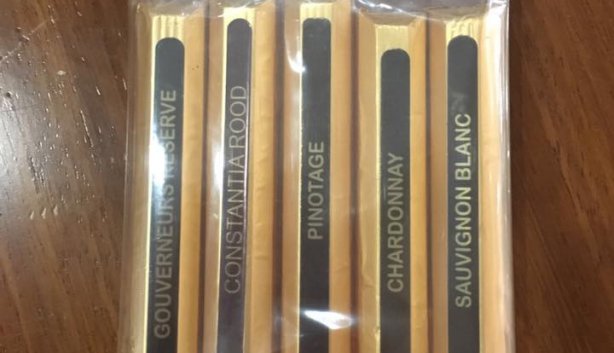 GOUVERNEURS RESERVE
CONSTANTIA ROOD
PINOTAGE
CHARDONNAY
SAUVIGNON BLANC